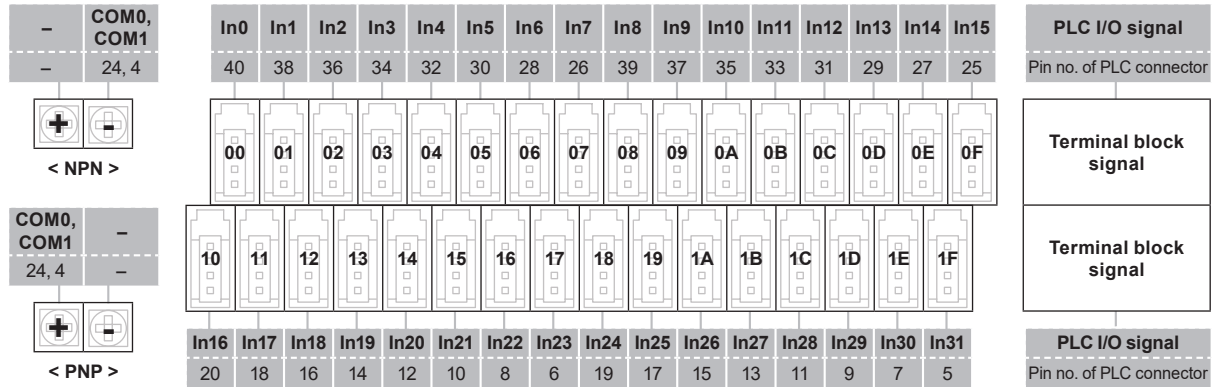 – COM0, COM1 In0 In1 In2 In3 In4 In5 In6 In7 In8 In9 In10 In11 In12 In13 In14 In15 PLC I/O signal
– 24, 4 40 38 36 34 32 30 28 26 39 37 35 33 31 29 27 25 Pin no. of PLC connector
+ -
< NPN >
00 01 02 03 04 05 06 07 08 09 0A 0B 0C 0D 0E 0F Terminal block signal
COM0, COM1 –
24, 4 –
10 11 12 13 14 15 16 17 18 19 1A 1B 1C 1D 1E 1F Terminal block signal
+ -
< PNP >
In16 In17 In18 In19 In20 In21 In22 In23 In24 In25 In26 In27 In28 In29 In30 In31 PLC I/O signal
20 18 16 14 12 10 8 6 19 17 15 13 11 9 7 5 Pin no. of PLC connector